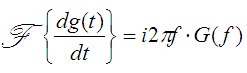 ℱ{dg(t)/dt} = i2πf · G(f)